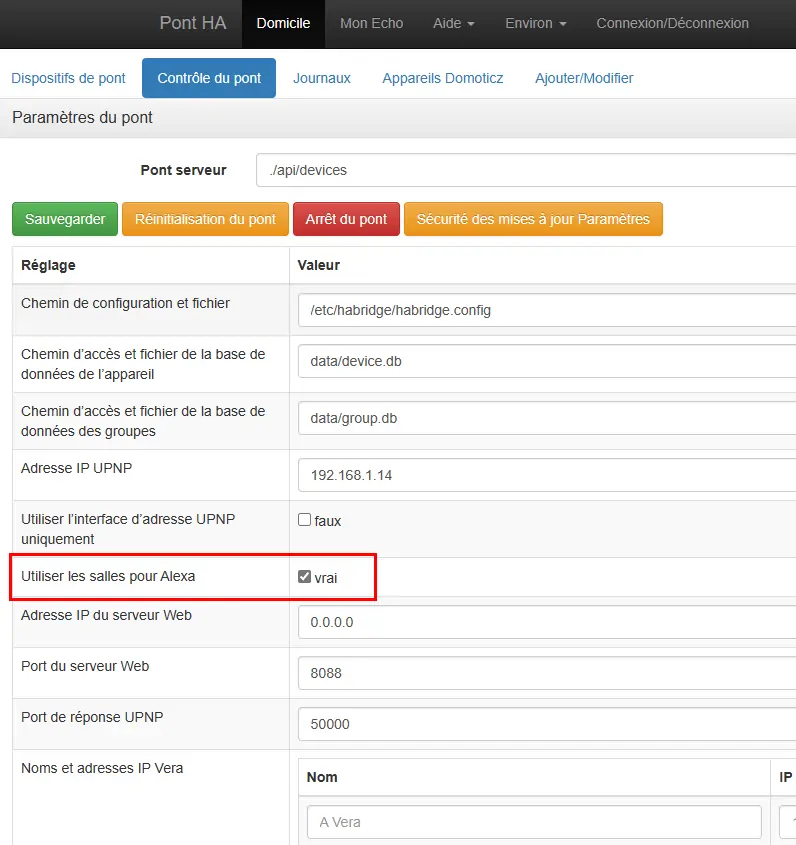 Pont HA Domicile Mon Echo Aide Environ Connexion/Déconnexion
Dispositifs de pont Contrôle du pont Journaux Appareils Domoticz Ajouter/Modifier
Paramètres du pont
Pont serveur ./api/devices
Sauvegarder Réinitialisation du pont Arrêt du pont Sécurité des mises à jour Paramètres
Réglage Valeur
Chemin de configuration et fichier /etc/habridge/habridge.config
Chemin d’accès et fichier de la base de
données de l’appareil
data/device.db
Chemin d’accès et fichier de la base de
données des groupes
data/group.db
Adresse IP UPNP 192.168.1.14
Utiliser l’interface d’adresse UPNP
uniquement
faux
Utiliser les salles pour Alexa vrai
Adresse IP du serveur Web 0.0.0.0
Port du serveur Web 8088
Port de réponse UPNP 50000
Noms et adresses IP Vera
Nom IP
A Vera